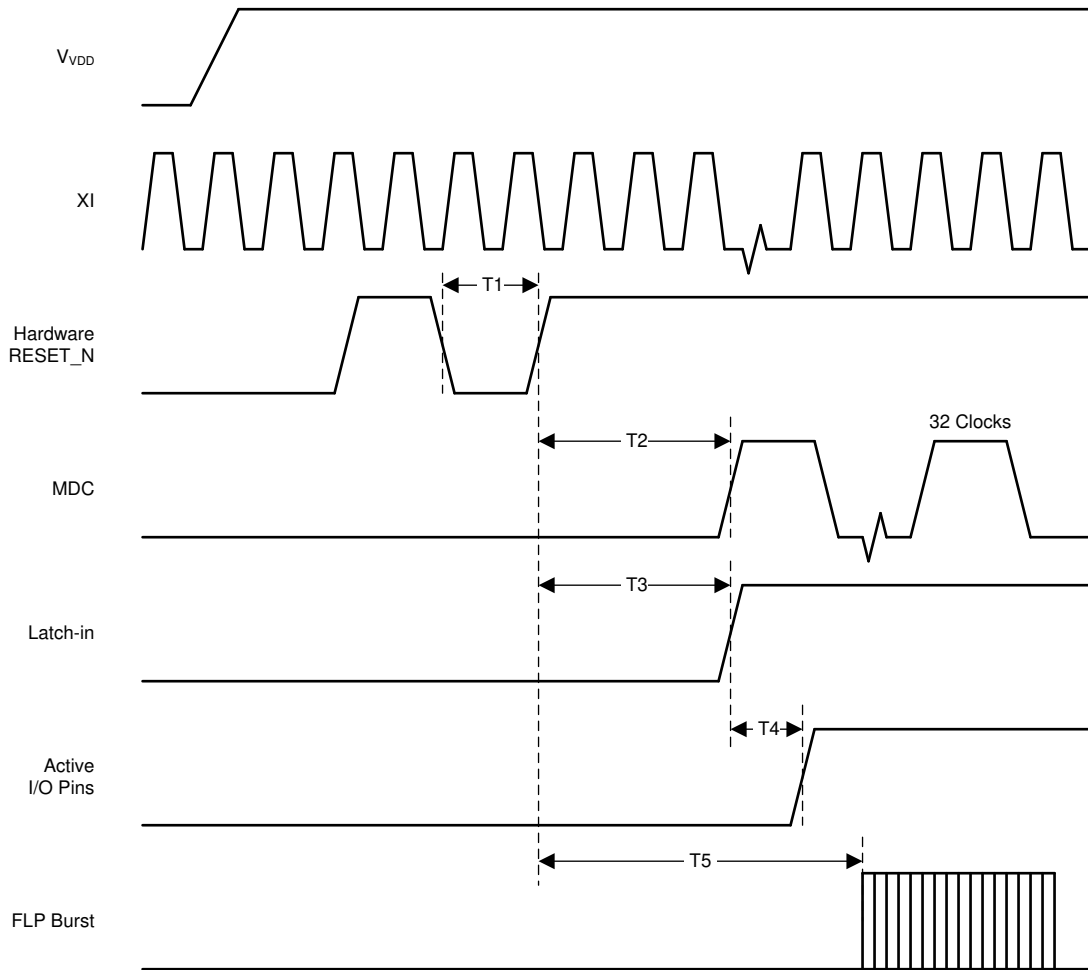 VVDD
XI
T1
Hardware
RESET_N
32 Clocks
T2
MDC
T3
Latch-in
T4
Active
I/O Pins
T5
FLP Burst